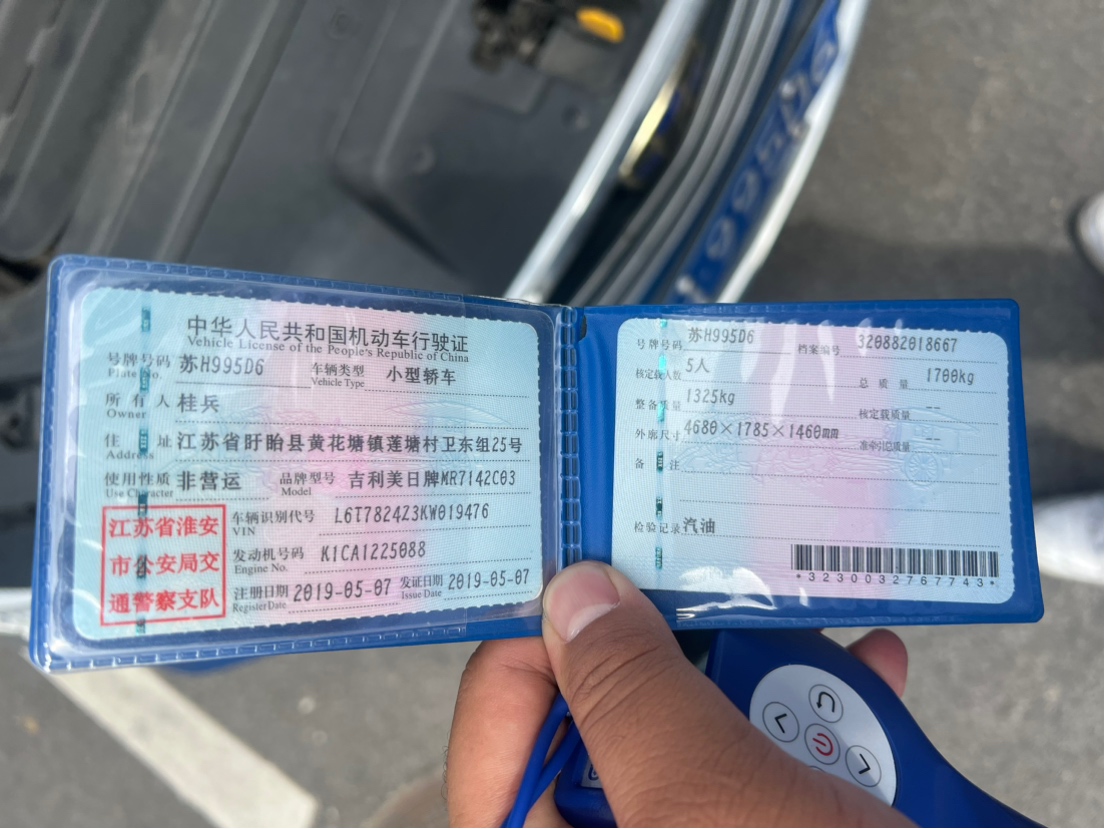 中华人民共和国机动车行驶证
Vehicle License of the People's Republic of China
号牌号码 苏H995D6 车辆类型 小型轿车
Plate No. Vehicle Type
所有人 桂兵
Owner
住址 江苏省盱眙县黄花塘镇莲塘村卫东组25号
Address
使用性质 非营运 品牌型号 吉利美日牌MR7142C03
Use Character Model
江苏省淮安
市公安局交
通警察支队
车辆识别代号 L6T7824Z3KW019476
VIN
发动机号码 K1CA1225088
Engine No.
注册日期 2019-05-07 发证日期 2019-05-07
Register Date Issue Date
号牌号码 苏H995D6 档案编号 320882018667
核定载人数 5人 总质量 1700kg
整备质量 1325kg 核定载质量 --
外廓尺寸 4680×1785×1460mm 准牵引总质量 --
备注
检验记录 汽油
*3230032767743*